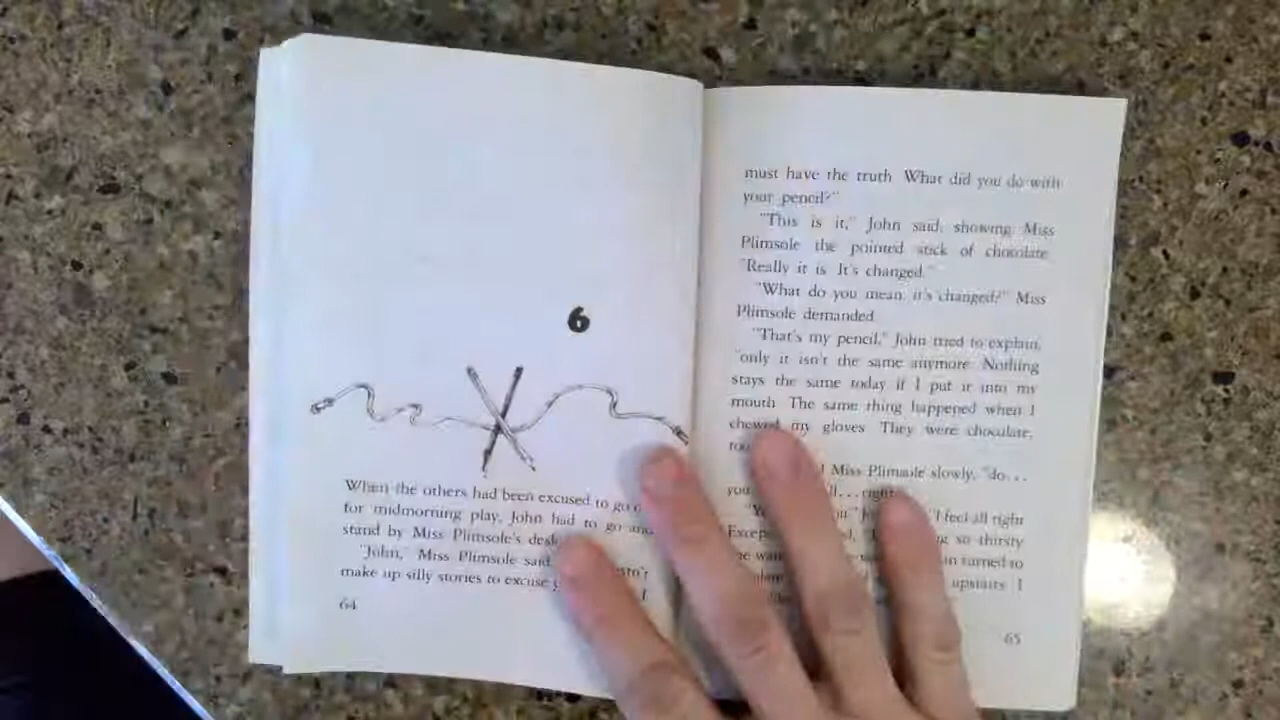 6
When the others had been excused to go
for midmorning play, John had to go and
stand by Miss Plimsole's desk
"John," Miss Plimsole said
make up silly stories to excuse I
64
must have the truth. What did you do with
your pencil?"
"This is it," John said, showing Miss
Plimsole the pointed stick of chocolate.
"Really it is. It's changed."
"What do you mean, it's changed?" Miss
Plimsole demanded.
"That's my pencil," John tried to explain,
"only it isn't the same anymore. Nothing
stays the same today if I put it into my
mouth. The same thing happened when I
chewed my gloves. They were chocolate,
Miss Plimsole slowly, "do...
you right
"I feel all right
so thirsty
turned to
upstairs I
65